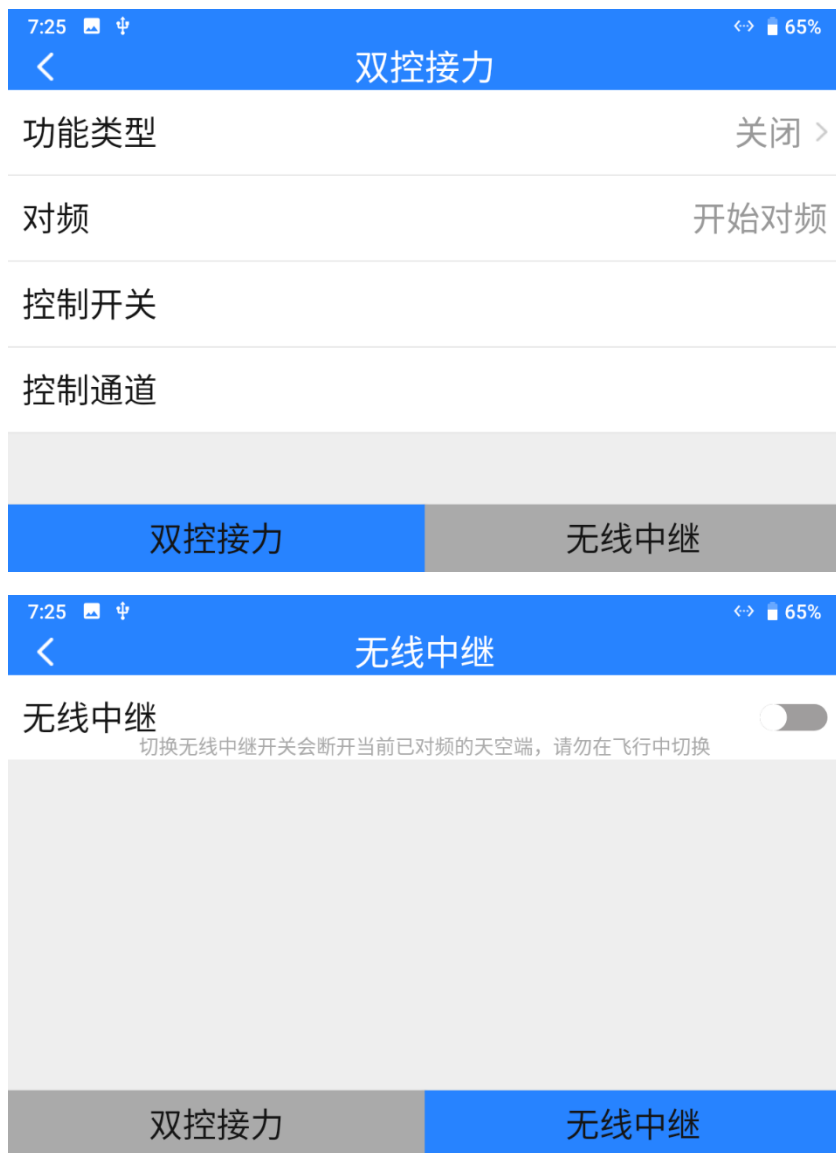 7:25 65%
双控接力
功能类型 关闭
对频 开始对频
控制开关
控制通道
双控接力 无线中继
7:25 65%
无线中继
无线中继
切换无线中继开关会断开当前已对频的天空端，请勿在飞行中切换
双控接力 无线中继